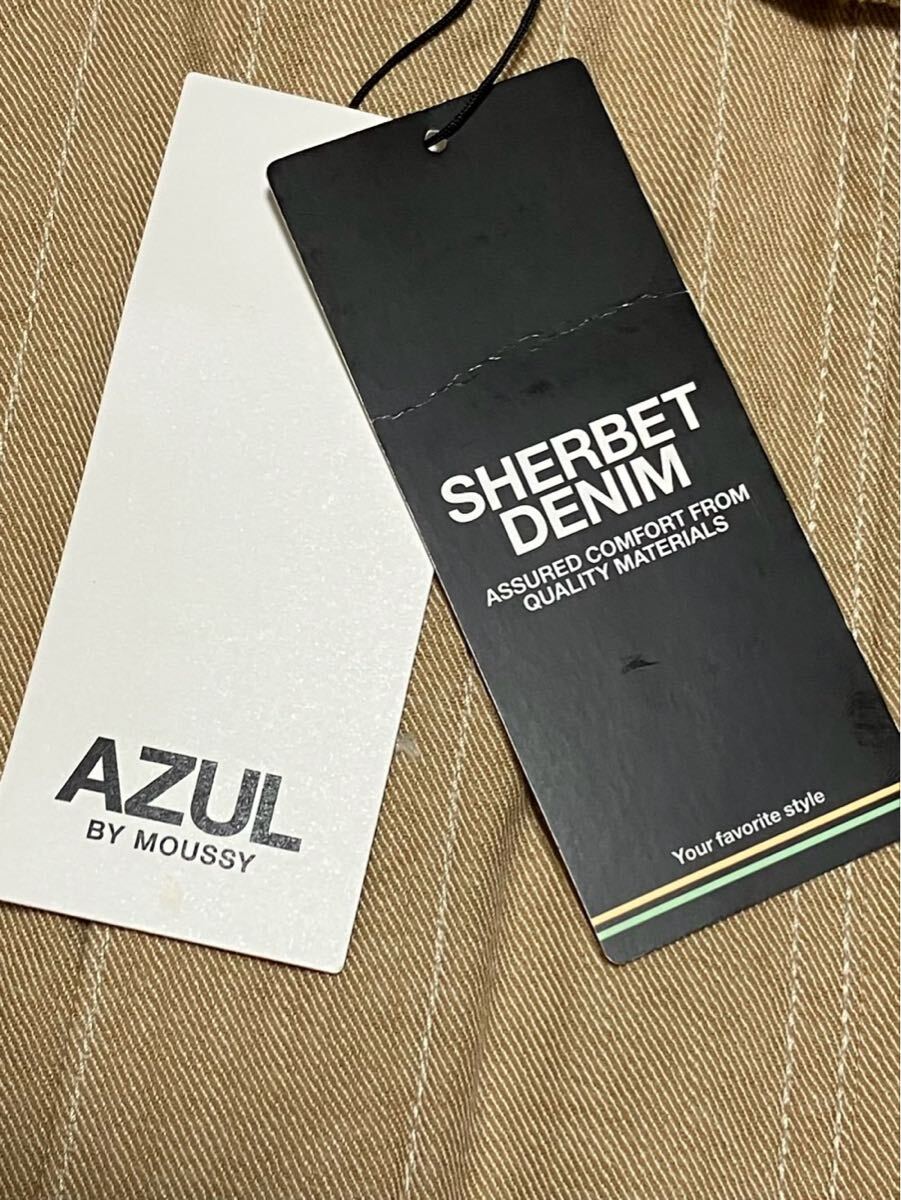 AZUL
BY MOUSSY
SHERBET
DENIM
ASSURED COMFORT FROM
QUALITY MATERIALS
Your favorite style